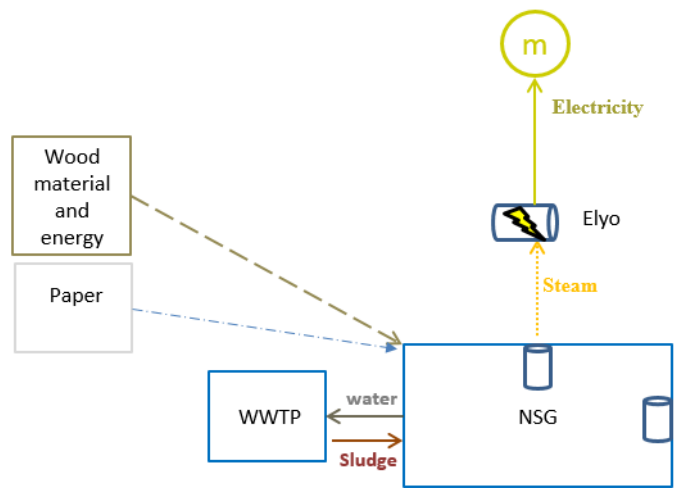 m
Electricity
Wood
material
and
energy
Elyo
Paper
Steam
water
WWTP
NSG
Sludge